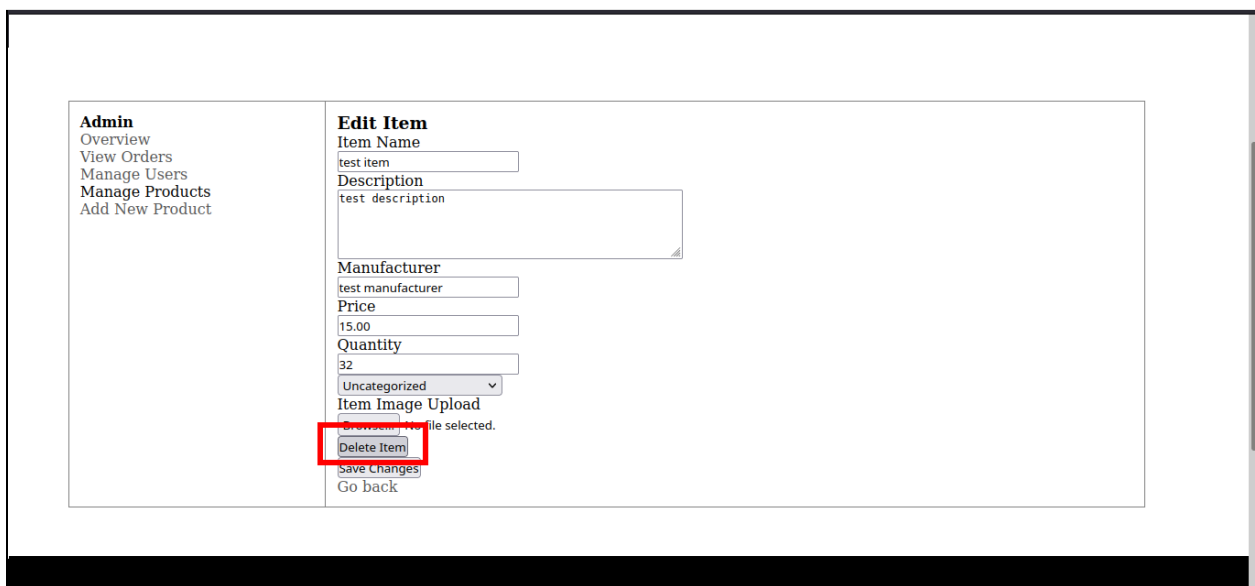 Admin
Overview
View Orders
Manage Users
Manage Products
Add New Product
Edit Item
Item Name
test item
Description
test description
Manufacturer
test manufacturer
Price
15.00
Quantity
32
Uncategorized
Item Image Upload
Browse... No file selected.
Delete Item
Save Changes
Go back